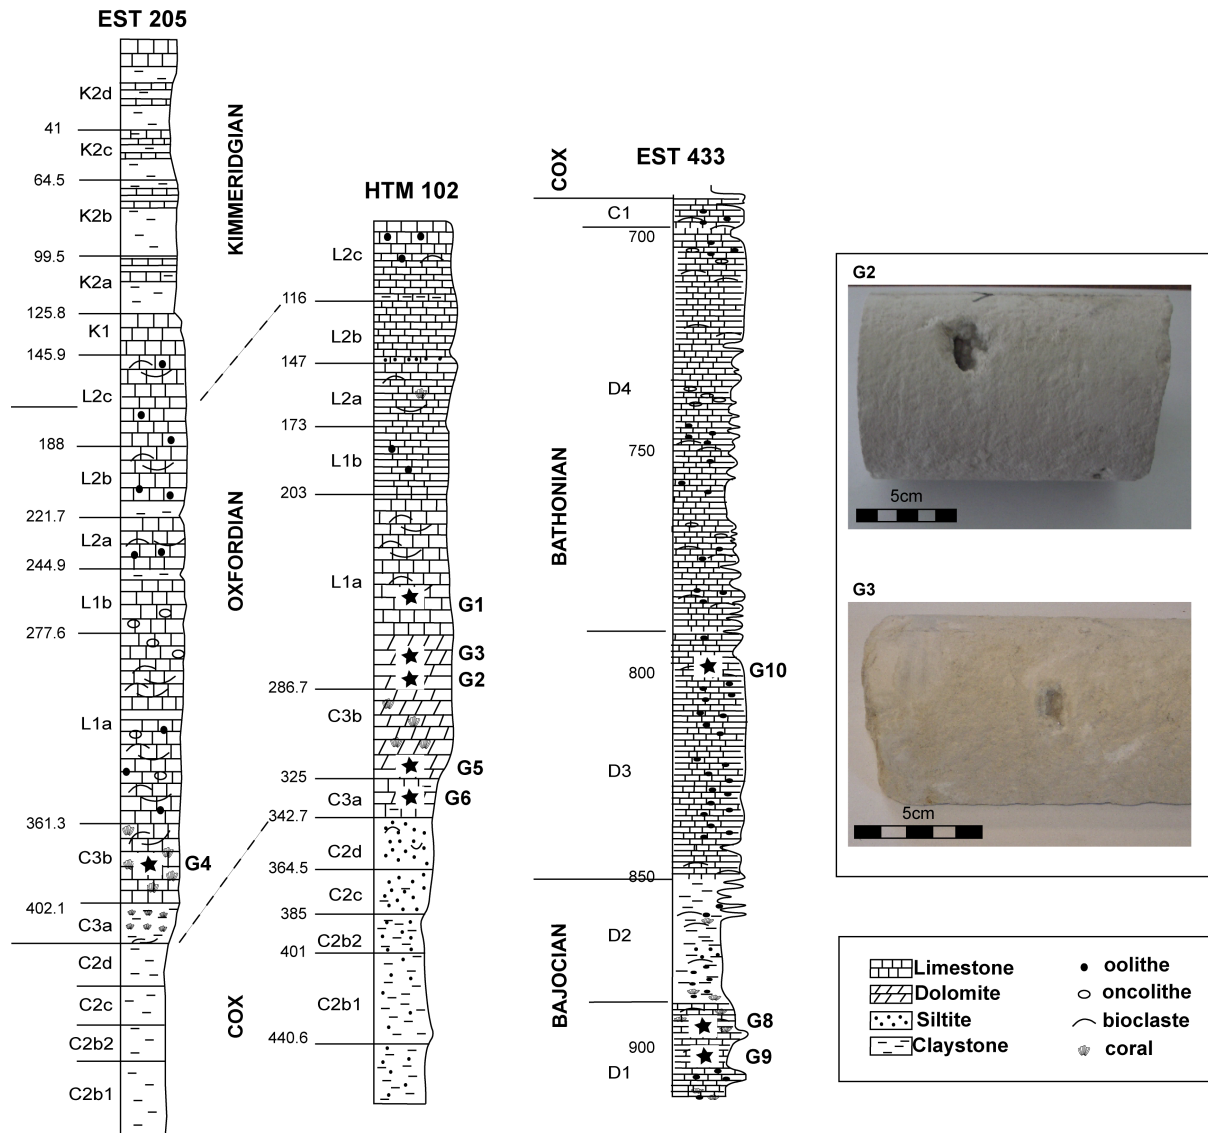 EST 205
K2d
41
K2c
64.5
K2b
99.5
K2a
125.8
K1
145.9
L2c
188
L2b
221.7
L2a
244.9
L1b
277.6
L1a
361.3
C3b
G4
402.1
C3a
C2d
C2c
C2b2
C2b1
KIMMERIDGIAN
OXFORDIAN
COX
HTM 102
L2c
116
L2b
147
L2a
173
L1b
203
L1a
G1
G3
G2
286.7
C3b
G5
325
C3a
G6
342.7
C2d
364.5
C2c
385
C2b2
401
C2b1
440.6
EST 433
COX
BATHONIAN
BAJOCIAN
C1
700
D4
750
800
G10
D3
850
D2
G8
900
G9
D1
G2
5cm
G3
5cm
Limestone
Dolomite
Siltite
Claystone
oolithe
oncolithe
bioclaste
coral